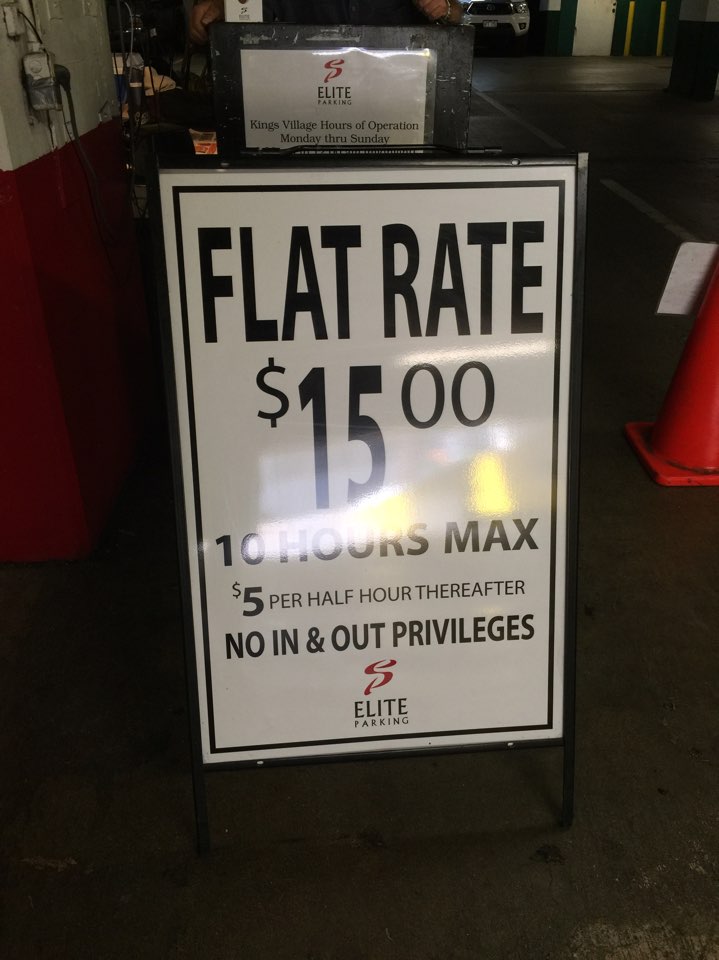 ELITE
PARKING
Kings Village Hours of Operation
Monday thru Sunday
FLAT RATE
$15 00
10 HOURS MAX
$5 PER HALF HOUR THEREAFTER
NO IN & OUT PRIVILEGES
ELITE
PARKING